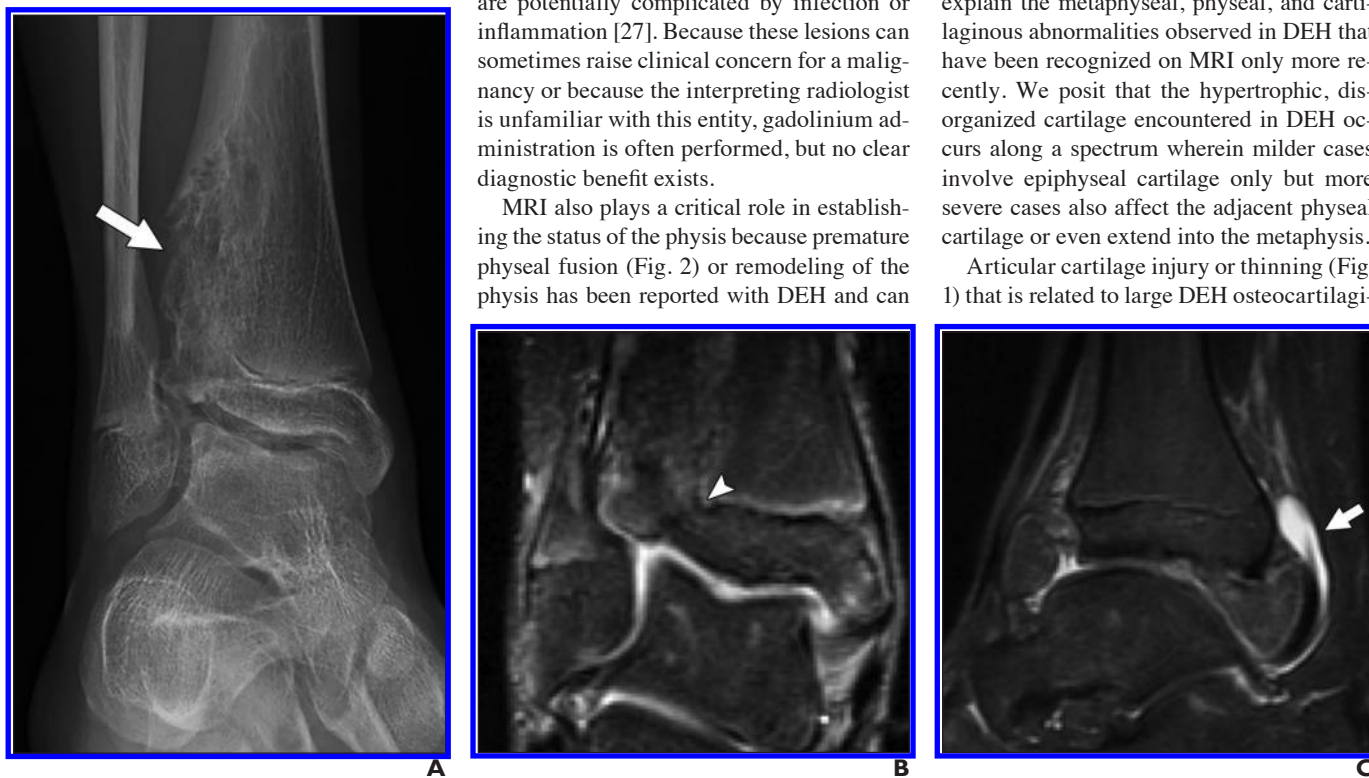 are potentially complicated by infection or
inflammation [27]. Because these lesions can
sometimes raise clinical concern for a malig-
nancy or because the interpreting radiologist
is unfamiliar with this entity, gadolinium ad-
ministration is often performed, but no clear
diagnostic benefit exists.
MRI also plays a critical role in establish-
ing the status of the physis because premature
physeal fusion (Fig. 2) or remodeling of the
physis has been reported with DEH and can
explain the metaphyseal, physeal, and carti-
laginous abnormalities observed in DEH that
have been recognized on MRI only more re-
cently. We posit that the hypertrophic, dis-
organized cartilage encountered in DEH oc-
curs along a spectrum wherein milder cases
involve epiphyseal cartilage only but more
severe cases also affect the adjacent physeal
cartilage or even extend into the metaphysis.
Articular cartilage injury or thinning (Fig.
1) that is related to large DEH osteocartilagi-
A
B
C